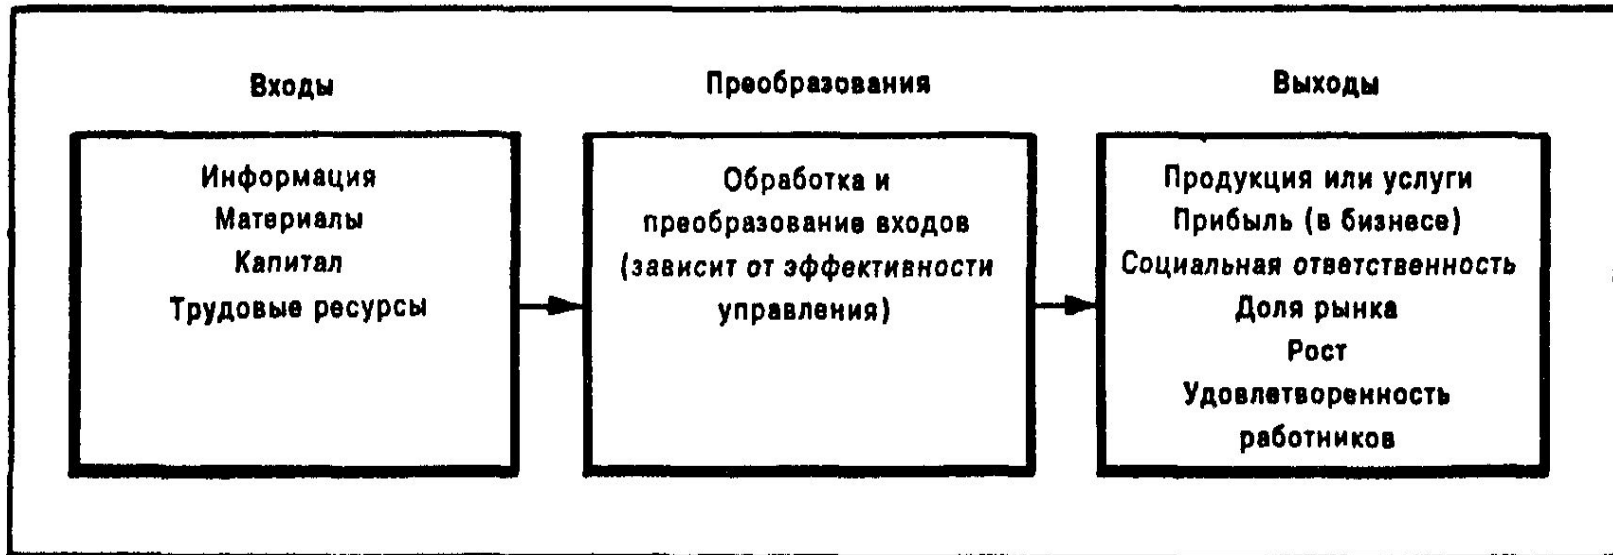 Входы
Информация
Материалы
Капитал
Трудовые ресурсы
Преобразования
Обработка и
преобразование входов
(зависит от эффективности
управления)
Выходы
Продукция или услуги
Прибыль (в бизнесе)
Социальная ответственность
Доля рынка
Рост
Удовлетворенность
работников